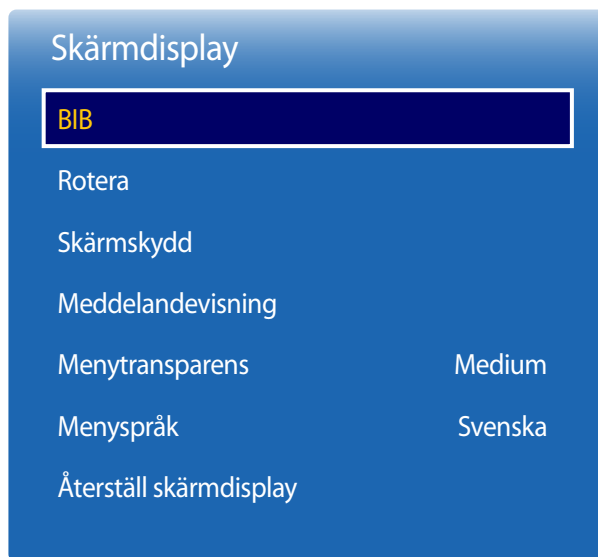 Skärmdisplay
BIB
Rotera
Skärmskydd
Meddelandevisning
Menytransparens Medium
Menyspråk Svenska
Återställ skärmdisplay